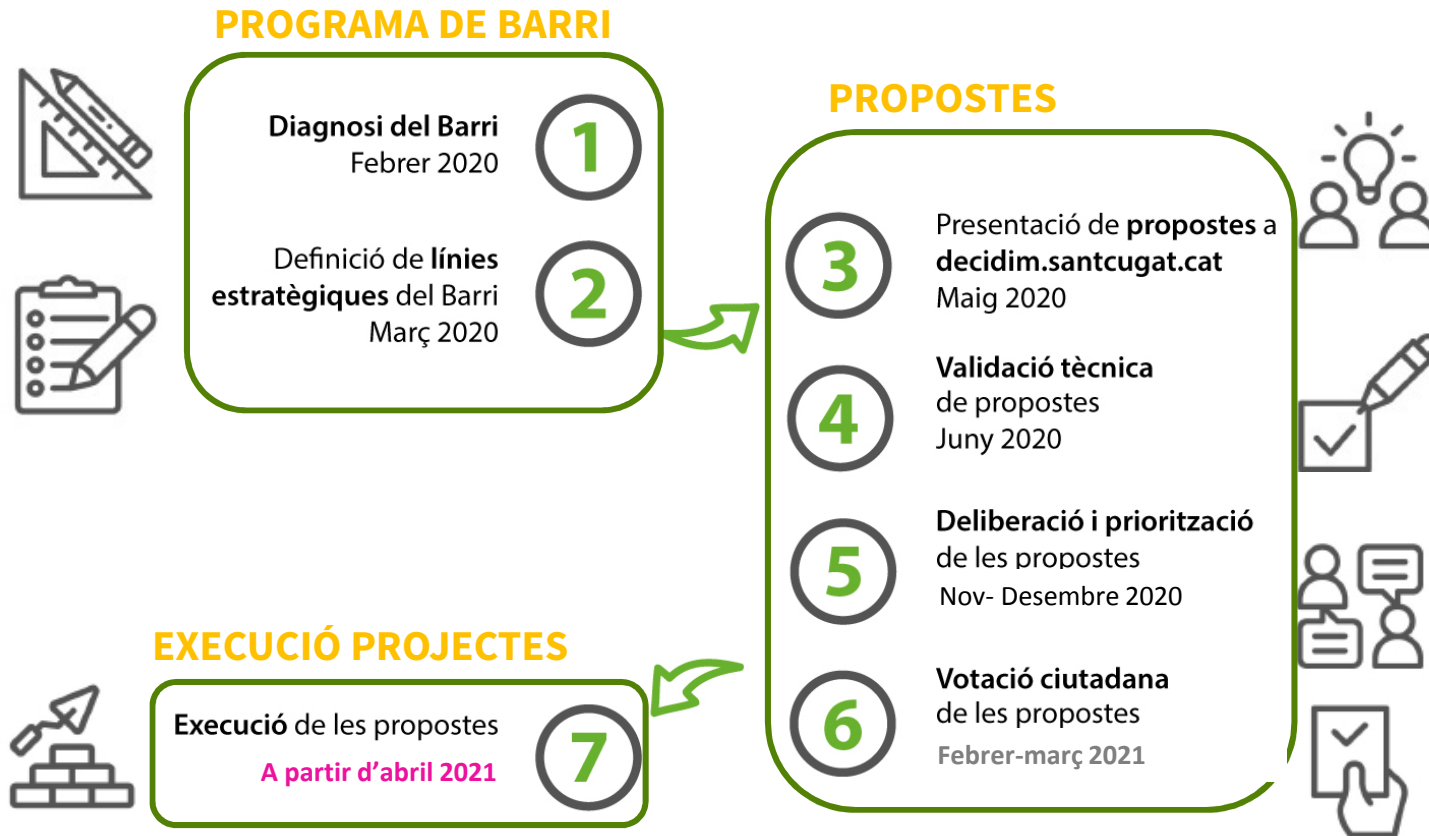 PROGRAMA DE BARRI
Diagnosi del Barri
Febrer 2020
1
Definició de línies
estratègiques del Barri
Març 2020
2
PROPOSTES
3
Presentació de propostes a
decidim.santcugat.cat
Maig 2020
4
Validació tècnica
de propostes
Juny 2020
5
Deliberació i priorització
de les propostes
Nov- Desembre 2020
6
Votació ciutadana
de les propostes
Febrer-març 2021
EXECUCIÓ PROJECTES
Execució de les propostes
A partir d'abril 2021
7